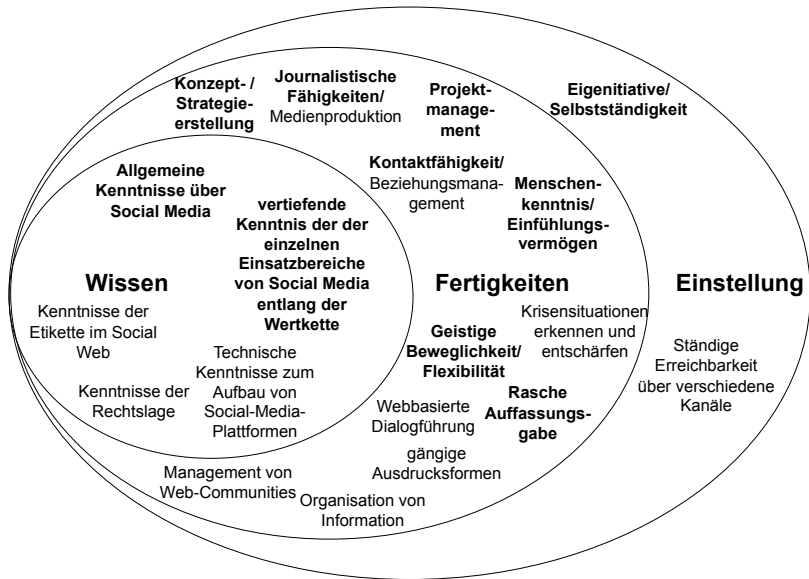 Konzept- /
Strategie-
erstellung
Journalistische
Fähigkeiten/
Medienproduktion
Projekt-
manage-
ment
Eigenitiative/
Selbstständigkeit
Allgemeine
Kenntnisse über
Social Media
Kontaktfähigkeit/
Beziehungsmana-
gement
Menschen-
kenntnis/
Einfühlungs-
vermögen
vertiefende
Kenntnis der der
einzelnen
Einsatzbereiche
von Social Media
entlang der
Wertkette
Wissen
Fertigkeiten
Einstellung
Kenntnisse der
Etikette im Social
Web
Krisensituationen
erkennen und
entschärfen
Geistige
Beweglichkeit/
Flexibilität
Ständige
Erreichbarkeit
über verschiedene
Kanäle
Technische
Kenntnisse zum
Aufbau von
Social-Media-
Plattformen
Kenntnisse der
Rechtslage
Rasche
Auffassungs-
gabe
Webbasierte
Dialogführung
gängige
Ausdrucksformen
Management von
Web-Communities
Organisation von
Information